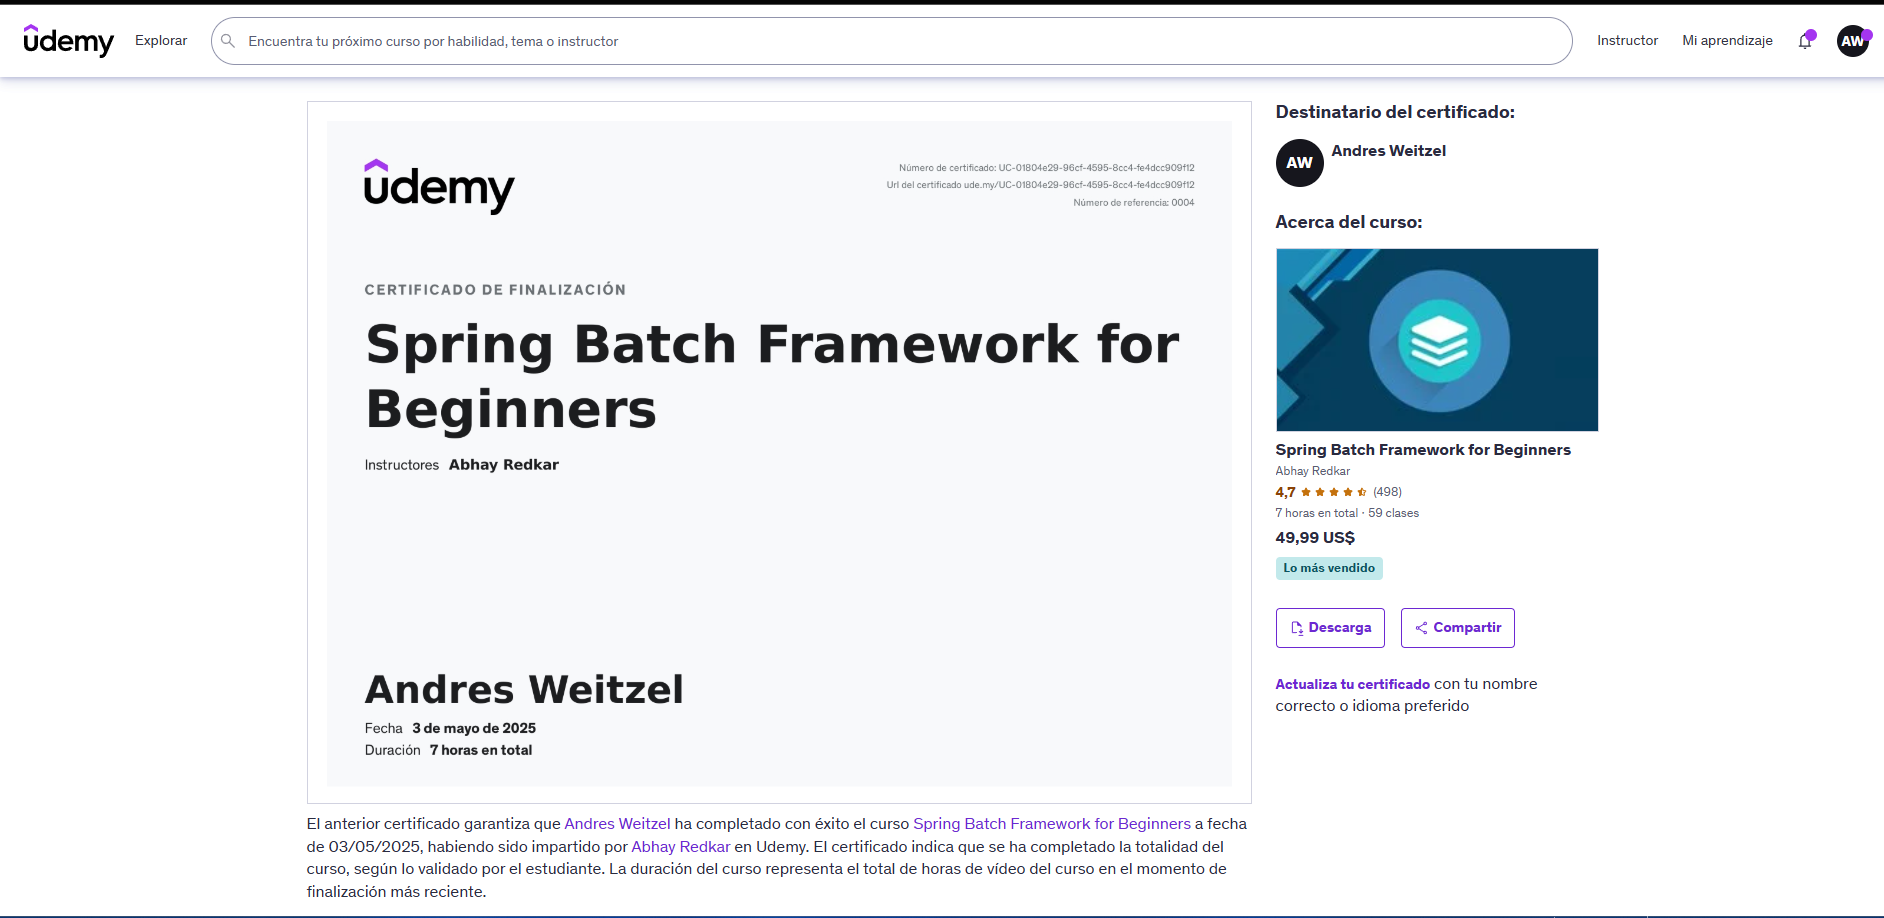 udemy
Explorar
Encuentra tu próximo curso por habilidad, tema o instructor
Instructor
Mi aprendizaje
AW
udemy
Número de certificado: UC-01804e29-96cf-4595-8cc4-fe4dcc909f12
Url del certificado ude.my/UC-01804e29-96cf-4595-8cc4-fe4dcc909f12
Número de referencia: 0004
CERTIFICADO DE FINALIZACIÓN
Spring Batch Framework for
Beginners
Instructores Abhay Redkar
Andres Weitzel
Fecha 3 de mayo de 2025
Duración 7 horas en total
El anterior certificado garantiza que Andres Weitzel ha completado con éxito el curso Spring Batch Framework for Beginners a fecha
de 03/05/2025, habiendo sido impartido por Abhay Redkar en Udemy. El certificado indica que se ha completado la totalidad del
curso, según lo validado por el estudiante. La duración del curso representa el total de horas de vídeo del curso en el momento de
finalización más reciente.
Destinatario del certificado:
AW
Andres Weitzel
Acerca del curso:
Spring Batch Framework for Beginners
Abhay Redkar
4,7 (498)
7 horas en total · 59 clases
49,99 US$
Lo más vendido
Descarga
Compartir
Actualiza tu certificado con tu nombre
correcto o idioma preferido